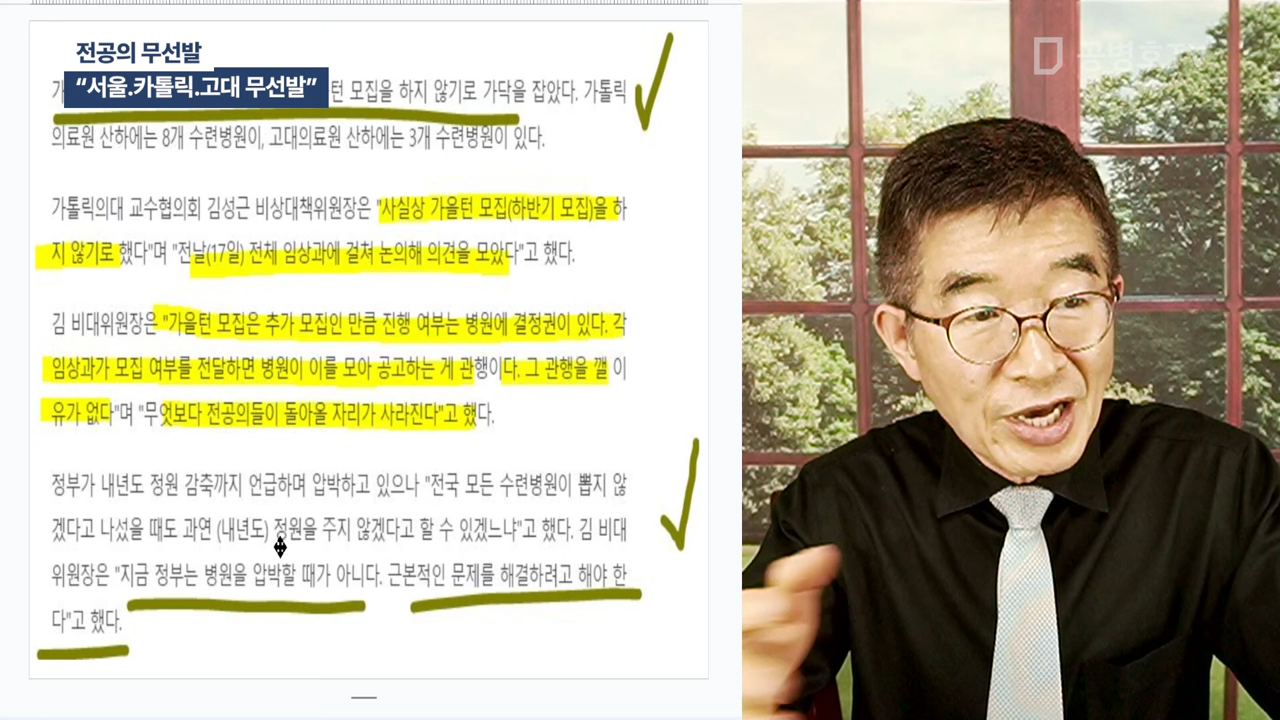 전공의 무선발
“서울.카톨릭.고대 무선발”
가 턴 모집을 하지 않기로 가닥을 잡았다. 가톨릭
의료원 산하에는 8개 수련병원이, 고대의료원 산하에는 3개 수련병원이 있다.
가톨릭의대 교수협의회 김성근 비상대책위원장은 "사실상 가을턴 모집(하반기 모집)을 하
지 않기로 했다"며 "전날(17일) 전체 임상과에 걸쳐 논의해 의견을 모았다"고 했다.
김 비대위원장은 "가을턴 모집은 추가 모집인 만큼 진행 여부는 병원에 결정권이 있다. 각
임상과가 모집 여부를 전달하면 병원이 이를 모아 공고하는 게 관행이다. 그 관행을 깰 이
유가 없다"며 "무엇보다 전공의들이 돌아올 자리가 사라진다"고 했다.
정부가 내년도 정원 감축까지 언급하며 압박하고 있으나 "전국 모든 수련병원이 뽑지 않
겠다고 나섰을 때도 과연 (내년도) 정원을 주지 않겠다고 할 수 있겠느냐"고 했다. 김 비대
위원장은 "지금 정부는 병원을 압박할 때가 아니다. 근본적인 문제를 해결하려고 해야 한
다"고 했다.
공병호TV